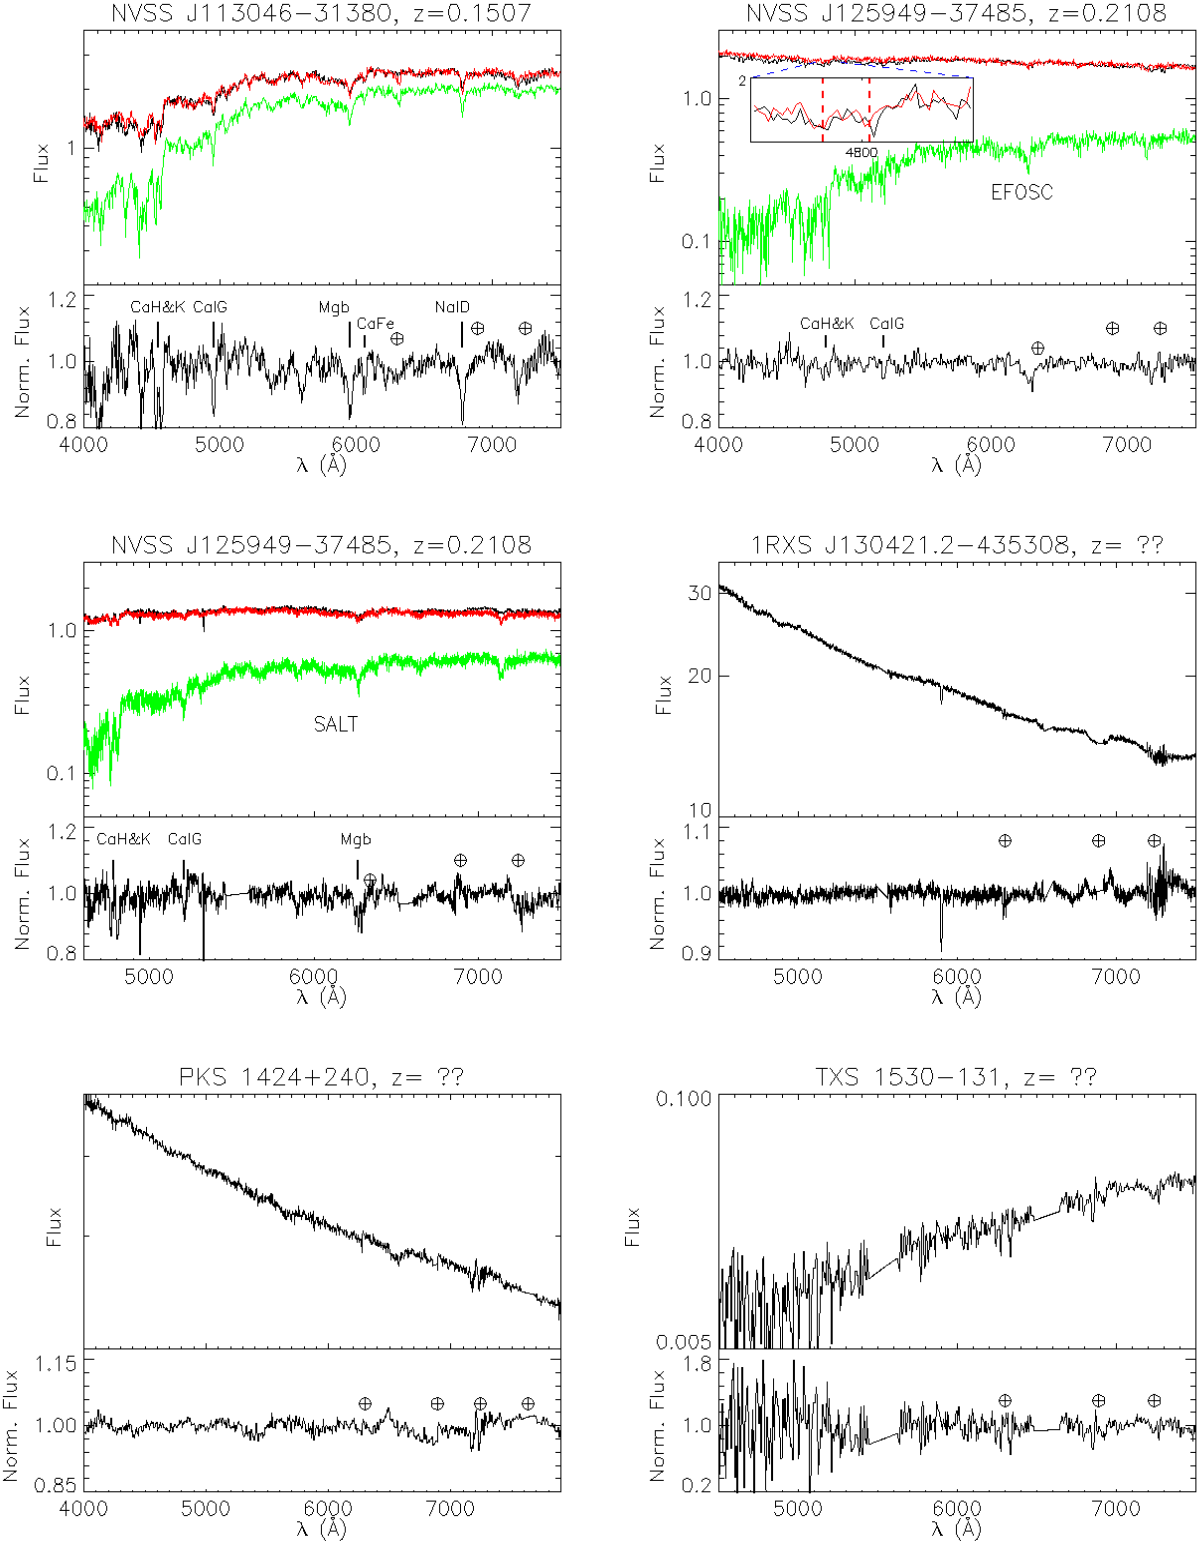 NVSS J113046−31380, z=0.1507
Flux
1
CaH&K CaIG Mgb CaFe NaID
Norm. Flux
1.2
1.0
0.8
4000 5000 6000 7000
λ (Å)
NVSS J125949−37485, z=0.2108
Flux
1.0
0.1
2
4800
EFOSC
CaH&K CaIG
Norm. Flux
1.2
1.0
0.8
4000 5000 6000 7000
λ (Å)
NVSS J125949−37485, z=0.2108
Flux
1.0
0.1
SALT
CaH&K CaIG Mgb
Norm. Flux
1.2
1.0
0.8
5000 6000 7000
λ (Å)
1RXS J130421.2−435308, z= ??
Flux
30
20
10
Norm. Flux
1.1
1.0
0.9
5000 6000 7000
λ (Å)
PKS 1424+240, z= ??
Flux
Norm. Flux
1.15
1.00
0.85
4000 5000 6000 7000
λ (Å)
TXS 1530−131, z= ??
Flux
0.100
0.005
Norm. Flux
1.8
1.0
0.2
5000 6000 7000
λ (Å)